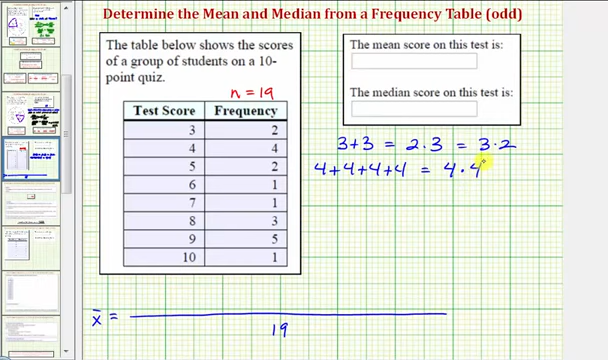 Determine the Mean and Median from a Frequency Table (odd)
The table below shows the scores
of a group of students on a 10-
point quiz.
n = 19
Test Score Frequency
3 2
4 4
5 2
6 1
7 1
8 3
9 5
10 1
The mean score on this test is:
The median score on this test is:
3+3 = 2·3 = 3·2
4+4+4+4 = 4·4
x̄ =
19